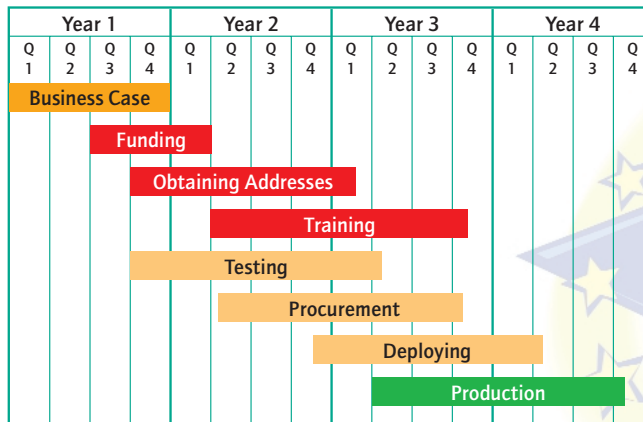 Year 1 Year 2 Year 3 Year 4
Q Q Q Q Q Q Q Q Q Q Q Q Q Q Q Q
1 2 3 4 1 2 3 4 1 2 3 4 1 2 3 4
Business Case
Funding
Obtaining Addresses
Training
Testing
Procurement
Deploying
Production